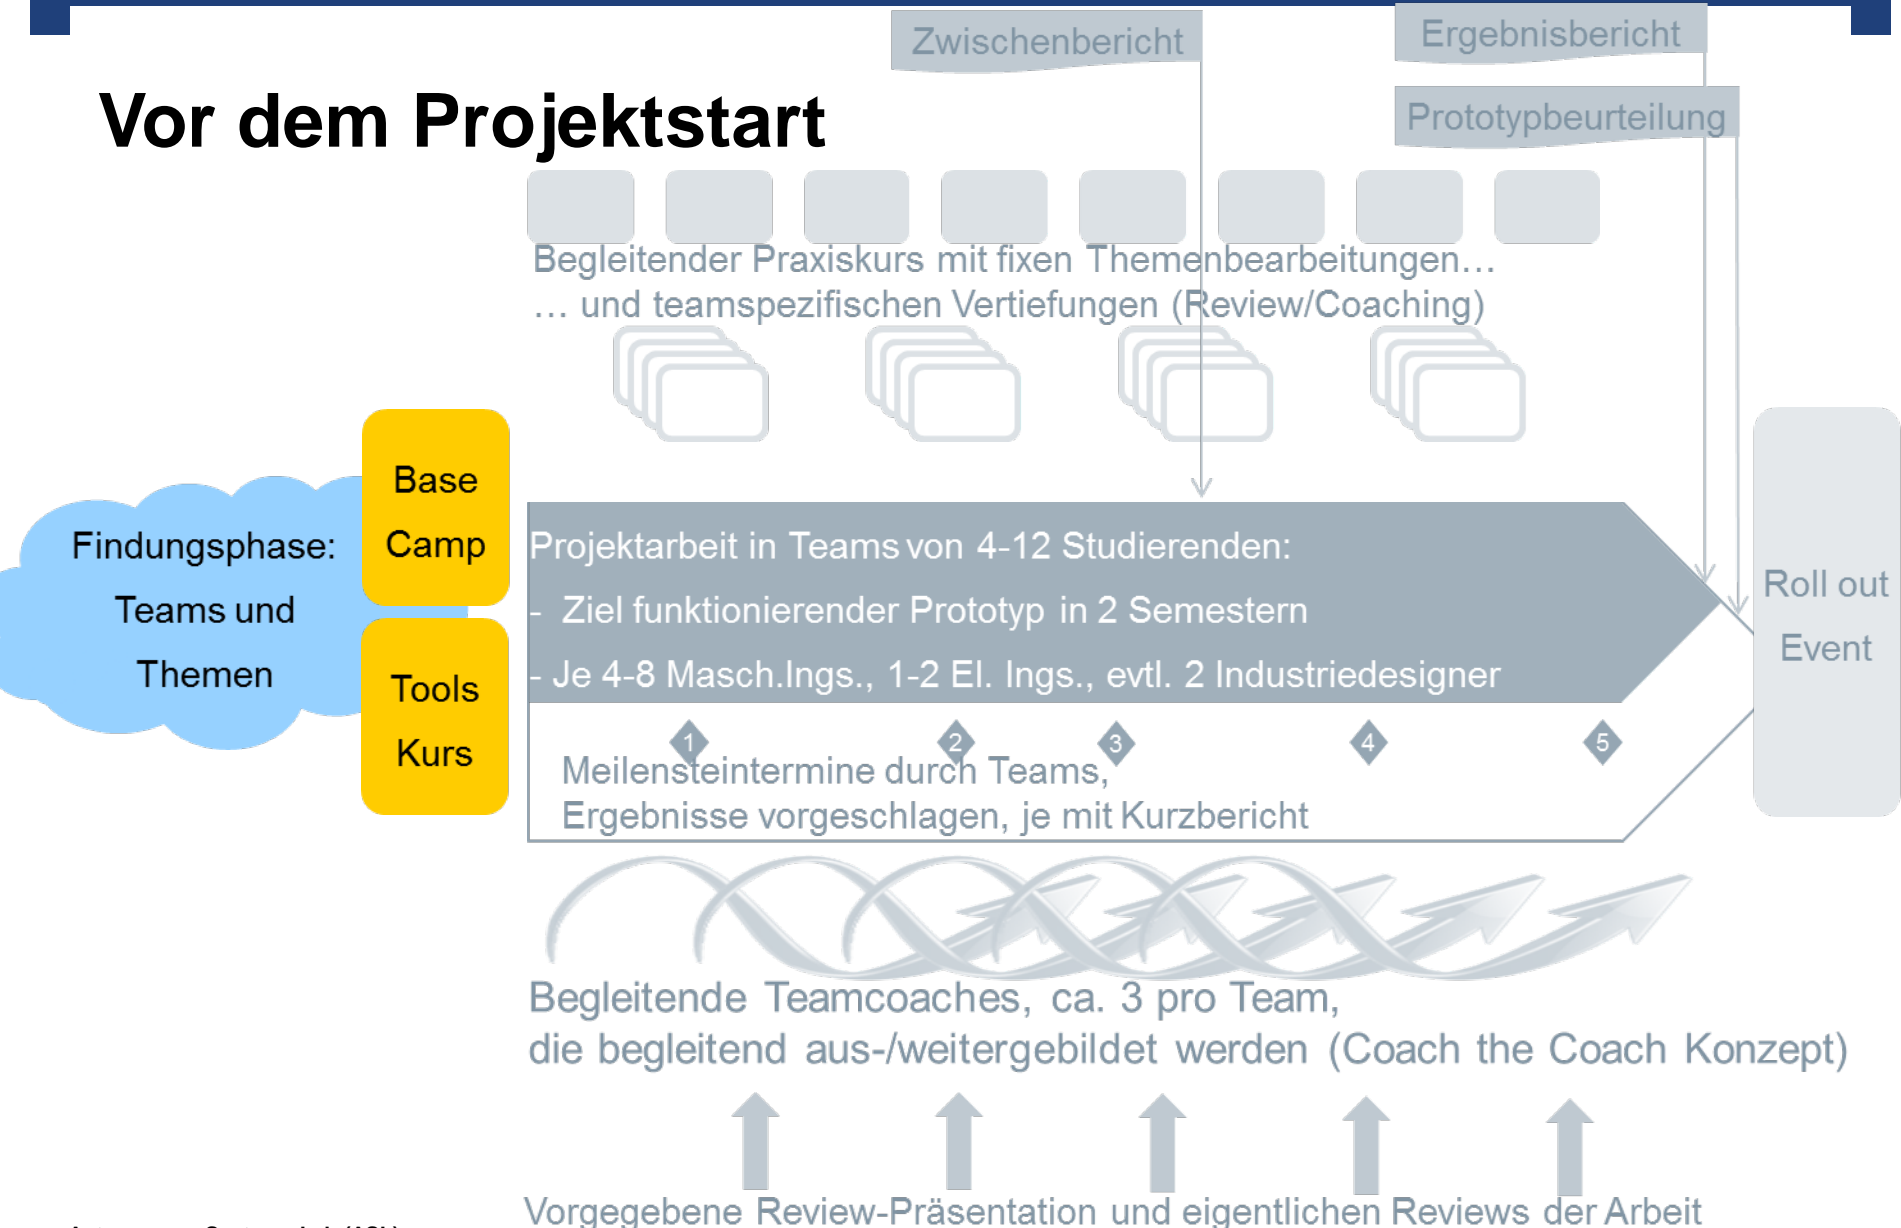 Zwischenbericht
Ergebnisbericht
Vor dem Projektstart
Prototypbeurteilung
Begleitender Praxiskurs mit fixen Themenbearbeitungen…
… und teamspezifischen Vertiefungen (Review/Coaching)
Base
Camp
Findungsphase:
Teams und
Themen
Tools
Kurs
Projektarbeit in Teams von 4-12 Studierenden:
- Ziel funktionierender Prototyp in 2 Semestern
- Je 4-8 Masch.Ings., 1-2 El. Ings., evtl. 2 Industriedesigner
Roll out
Event
1 2 3 4 5
Meilensteintermine durch Teams,
Ergebnisse vorgeschlagen, je mit Kurzbericht
Begleitende Teamcoaches, ca. 3 pro Team,
die begleitend aus-/weitergebildet werden (Coach the Coach Konzept)
Vorgegebene Review-Präsentation und eigentlichen Reviews der Arbeit